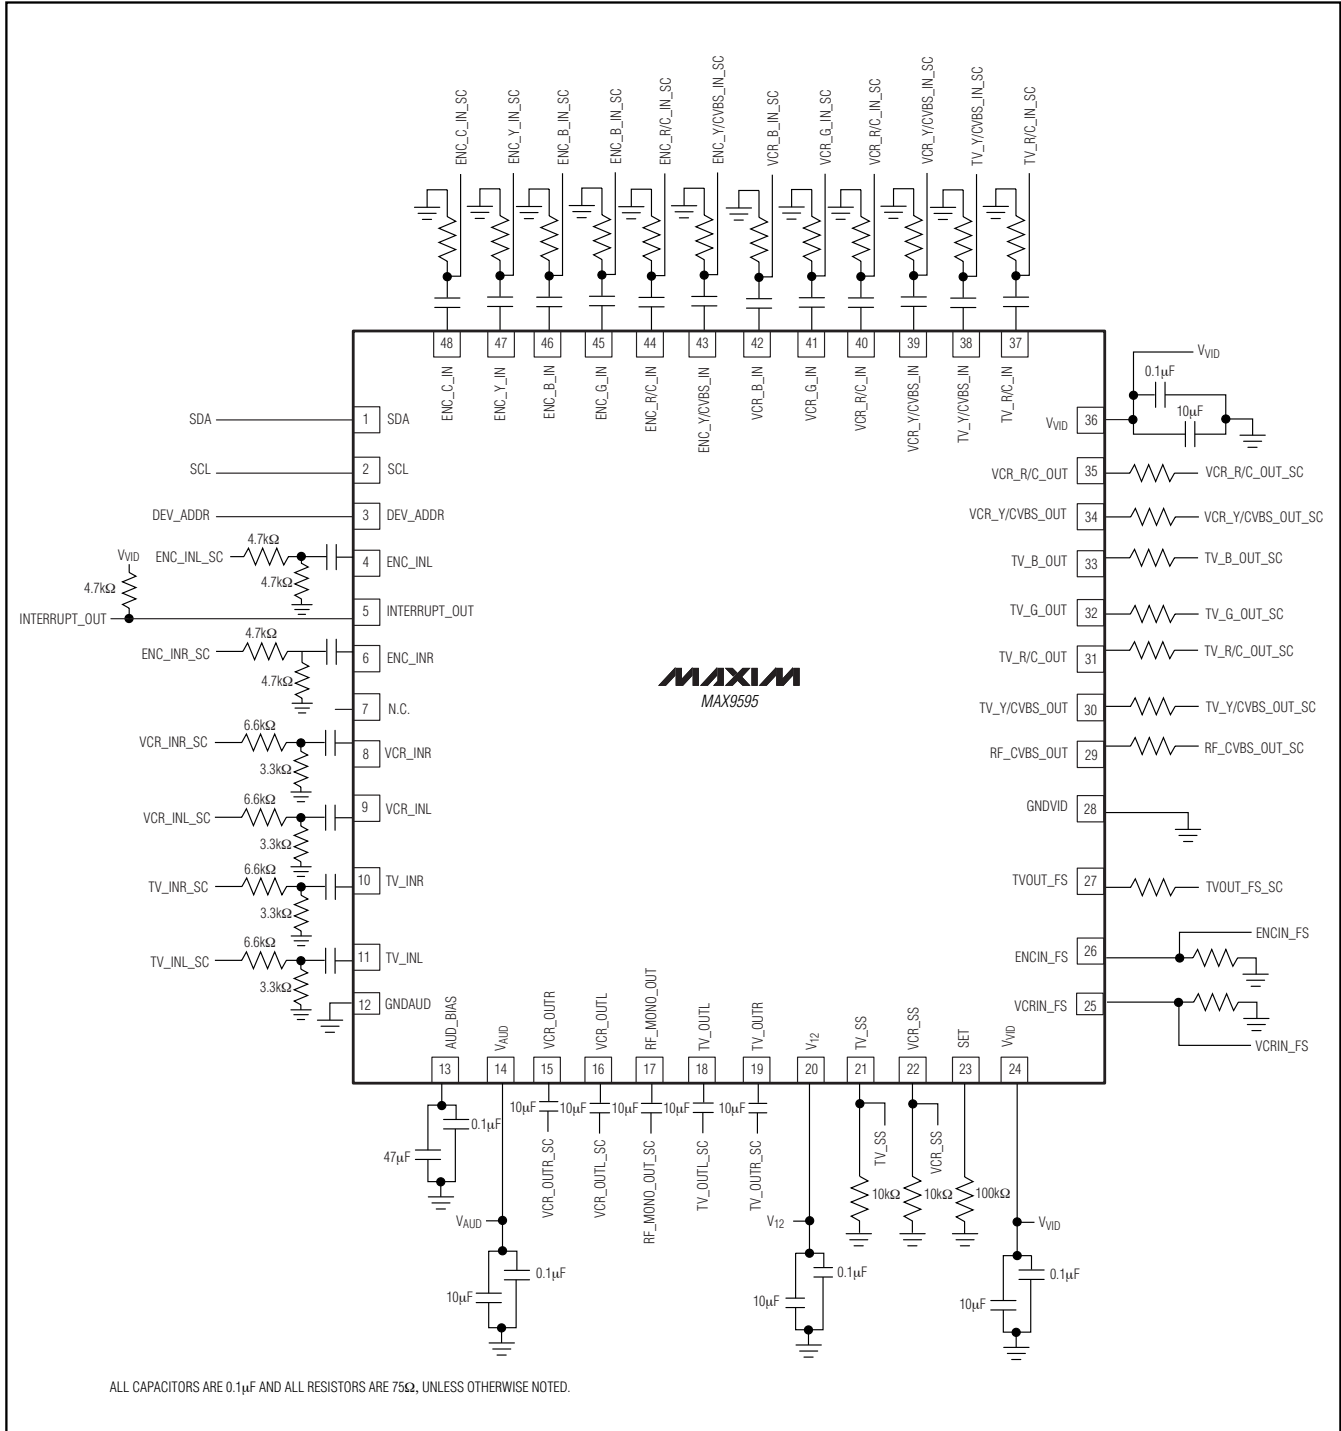 ENC_C_IN_SC
ENC_Y_IN_SC
ENC_B_IN_SC
ENC_B_IN_SC
ENC_R/C_IN_SC
ENC_Y/CVBS_IN_SC
VCR_B_IN_SC
VCR_G_IN_SC
VCR_R/C_IN_SC
VCR_Y/CVBS_IN_SC
TV_Y/CVBS_IN_SC
TV_R/C_IN_SC
48
47
46
45
44
43
42
41
40
39
38
37
ENC_C_IN
ENC_Y_IN
ENC_B_IN
ENC_G_IN
ENC_R/C_IN
ENC_Y/CVBS_IN
VCR_B_IN
VCR_G_IN
VCR_R/C_IN
VCR_Y/CVBS_IN
TV_Y/CVBS_IN
TV_R/C_IN
SDA
1
SDA
SCL
2
SCL
DEV_ADDR
3
DEV_ADDR
ENC_INL_SC
4.7kΩ
4.7kΩ
4
ENC_INL
VVID
4.7kΩ
INTERRUPT_OUT
5
INTERRUPT_OUT
ENC_INR_SC
4.7kΩ
4.7kΩ
6
ENC_INR
7
N.C.
VCR_INR_SC
6.6kΩ
3.3kΩ
8
VCR_INR
VCR_INL_SC
6.6kΩ
3.3kΩ
9
VCR_INL
TV_INR_SC
6.6kΩ
3.3kΩ
10
TV_INR
TV_INL_SC
6.6kΩ
3.3kΩ
11
TV_INL
12
GNDAUD
MAXIM
MAX9595
VVID
0.1µF
10µF
VVID
36
VCR_R/C_OUT
35
VCR_R/C_OUT_SC
VCR_Y/CVBS_OUT
34
VCR_Y/CVBS_OUT_SC
TV_B_OUT
33
TV_B_OUT_SC
TV_G_OUT
32
TV_G_OUT_SC
TV_R/C_OUT
31
TV_R/C_OUT_SC
TV_Y/CVBS_OUT
30
TV_Y/CVBS_OUT_SC
RF_CVBS_OUT
29
RF_CVBS_OUT_SC
GNDVID
28
TVOUT_FS
27
TVOUT_FS_SC
ENCIN_FS
26
ENCIN_FS
VCRIN_FS
25
VCRIN_FS
AUD_BIAS
VAUD
VCR_OUTR
VCR_OUTL
RF_MONO_OUT
TV_OUTL
TV_OUTR
V12
TV_SS
VCR_SS
SET
VVID
13
14
15
16
17
18
19
20
21
22
23
24
0.1µF
47µF
10µF
10µF
10µF
10µF
10µF
VCR_OUTR_SC
VCR_OUTL_SC
RF_MONO_OUT_SC
TV_OUTL_SC
TV_OUTR_SC
TV_SS
VCR_SS
10kΩ
10kΩ
100kΩ
VAUD
V12
VVID
0.1µF
10µF
0.1µF
10µF
0.1µF
10µF
ALL CAPACITORS ARE 0.1µF AND ALL RESISTORS ARE 75Ω, UNLESS OTHERWISE NOTED.